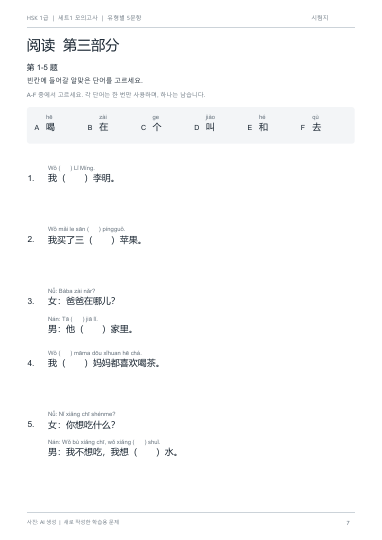 HSK 1급 | 세트1 모의고사 | 유형별 5문항 시험지
阅读 第三部分
第 1-5 题
빈칸에 들어갈 알맞은 단어를 고르세요.
A-F 중에서 고르세요. 각 단어는 한 번만 사용하며, 하나는 남습니다.
hē zài ge jiào hé qù
A 喝 B 在 C 个 D 叫 E 和 F 去
Wǒ ( ) Lǐ Míng.
1. 我（ ）李明。
Wǒ mǎi le sān ( ) píngguǒ.
2. 我买了三（ ）苹果。
Nǚ: Bàba zài nǎr?
3. 女：爸爸在哪儿？
Nán: Tā ( ) jiā lǐ.
男：他（ ）家里。
Wǒ ( ) māma dōu xǐhuan hē chá.
4. 我（ ）妈妈都喜欢喝茶。
Nǚ: Nǐ xiǎng chī shénme?
5. 女：你想吃什么？
Nán: Wǒ bù xiǎng chī, wǒ xiǎng ( ) shuǐ.
男：我不想吃，我想（ ）水。
사진: AI 생성 | 새로 작성한 학습용 문제 7